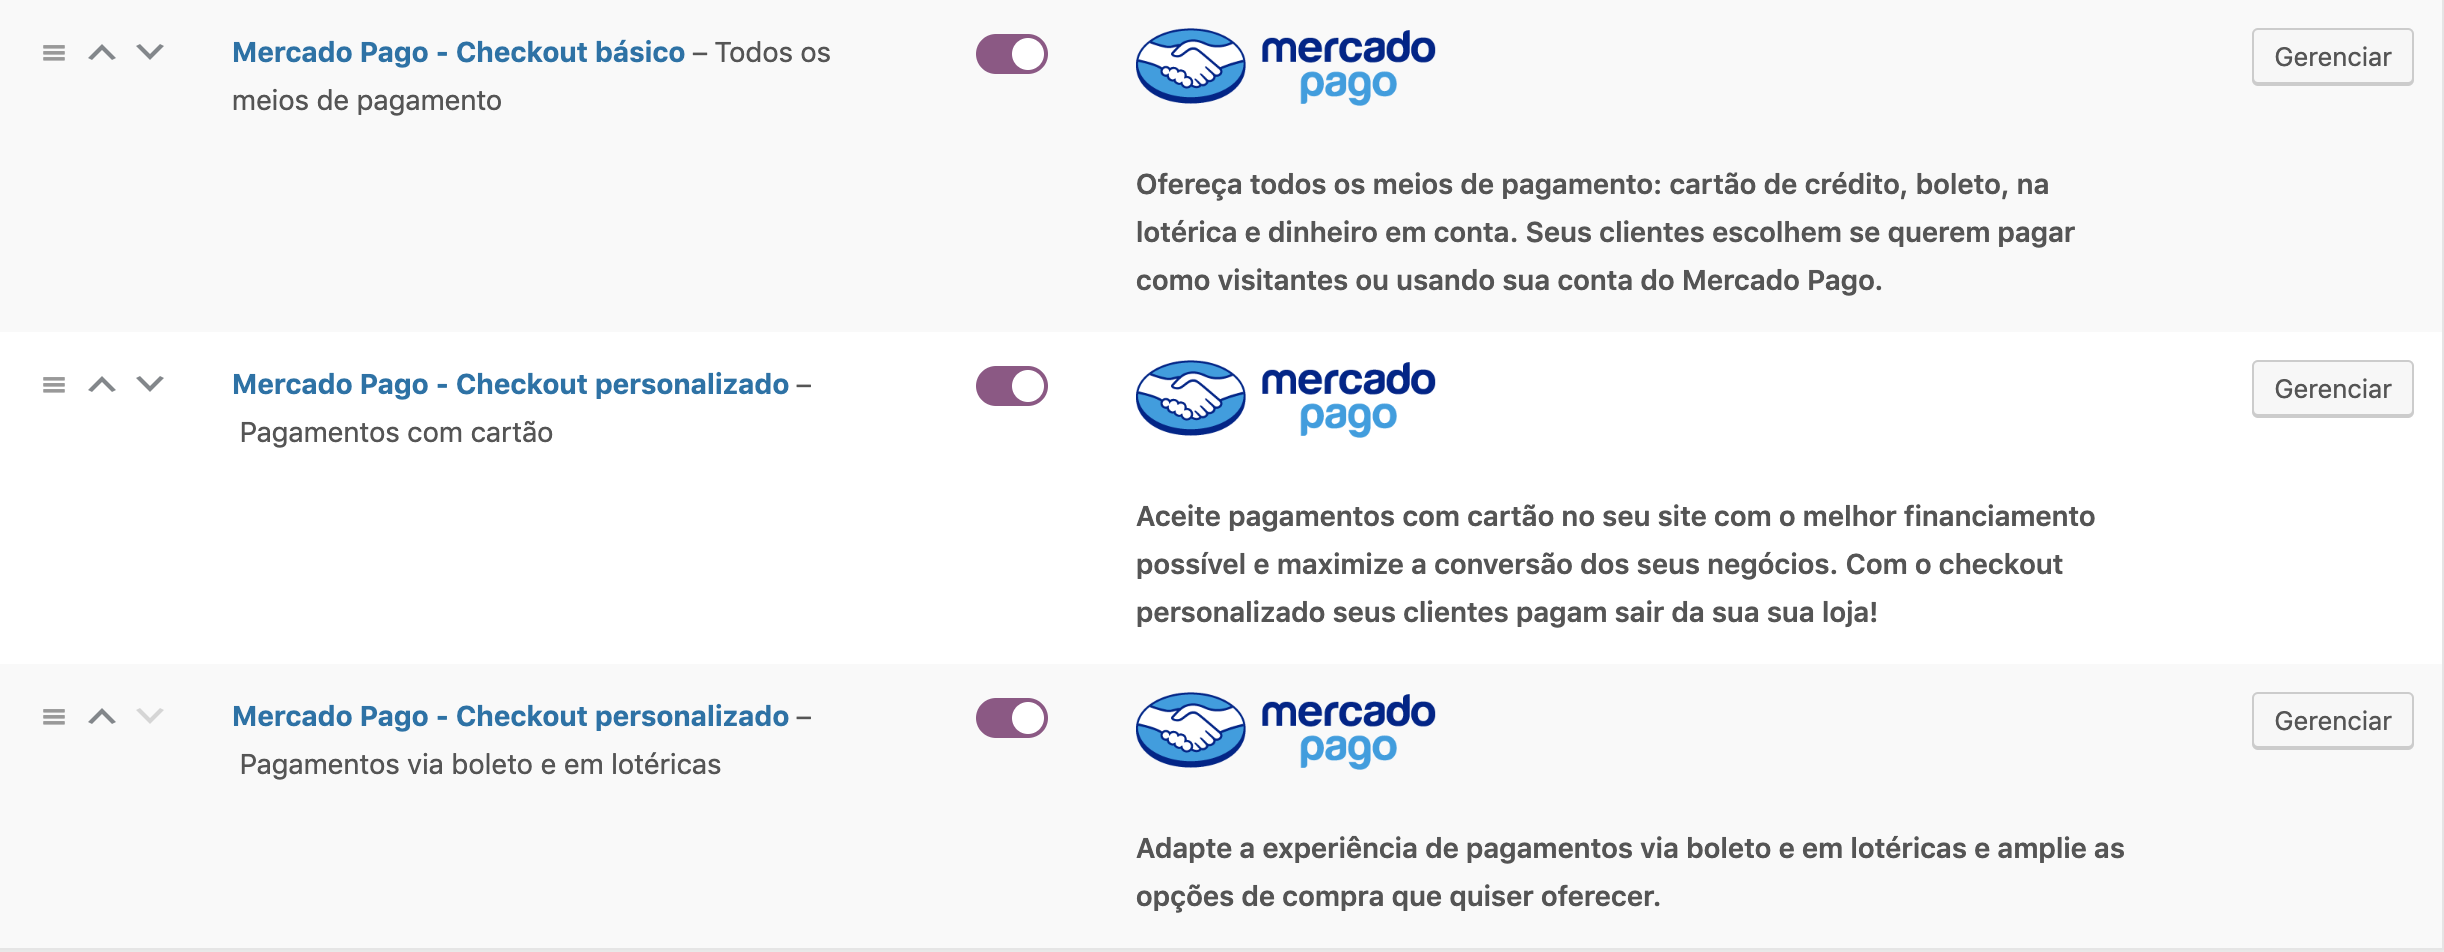 Mercado Pago - Checkout básico – Todos os
meios de pagamento
mercado
pago
Gerenciar
Ofereça todos os meios de pagamento: cartão de crédito, boleto, na
lotérica e dinheiro em conta. Seus clientes escolhem se querem pagar
como visitantes ou usando sua conta do Mercado Pago.
Mercado Pago - Checkout personalizado –
Pagamentos com cartão
mercado
pago
Gerenciar
Aceite pagamentos com cartão no seu site com o melhor financiamento
possível e maximize a conversão dos seus negócios. Com o checkout
personalizado seus clientes pagam sair da sua sua loja!
Mercado Pago - Checkout personalizado –
Pagamentos via boleto e em lotéricas
mercado
pago
Gerenciar
Adapte a experiência de pagamentos via boleto e em lotéricas e amplie as
opções de compra que quiser oferecer.